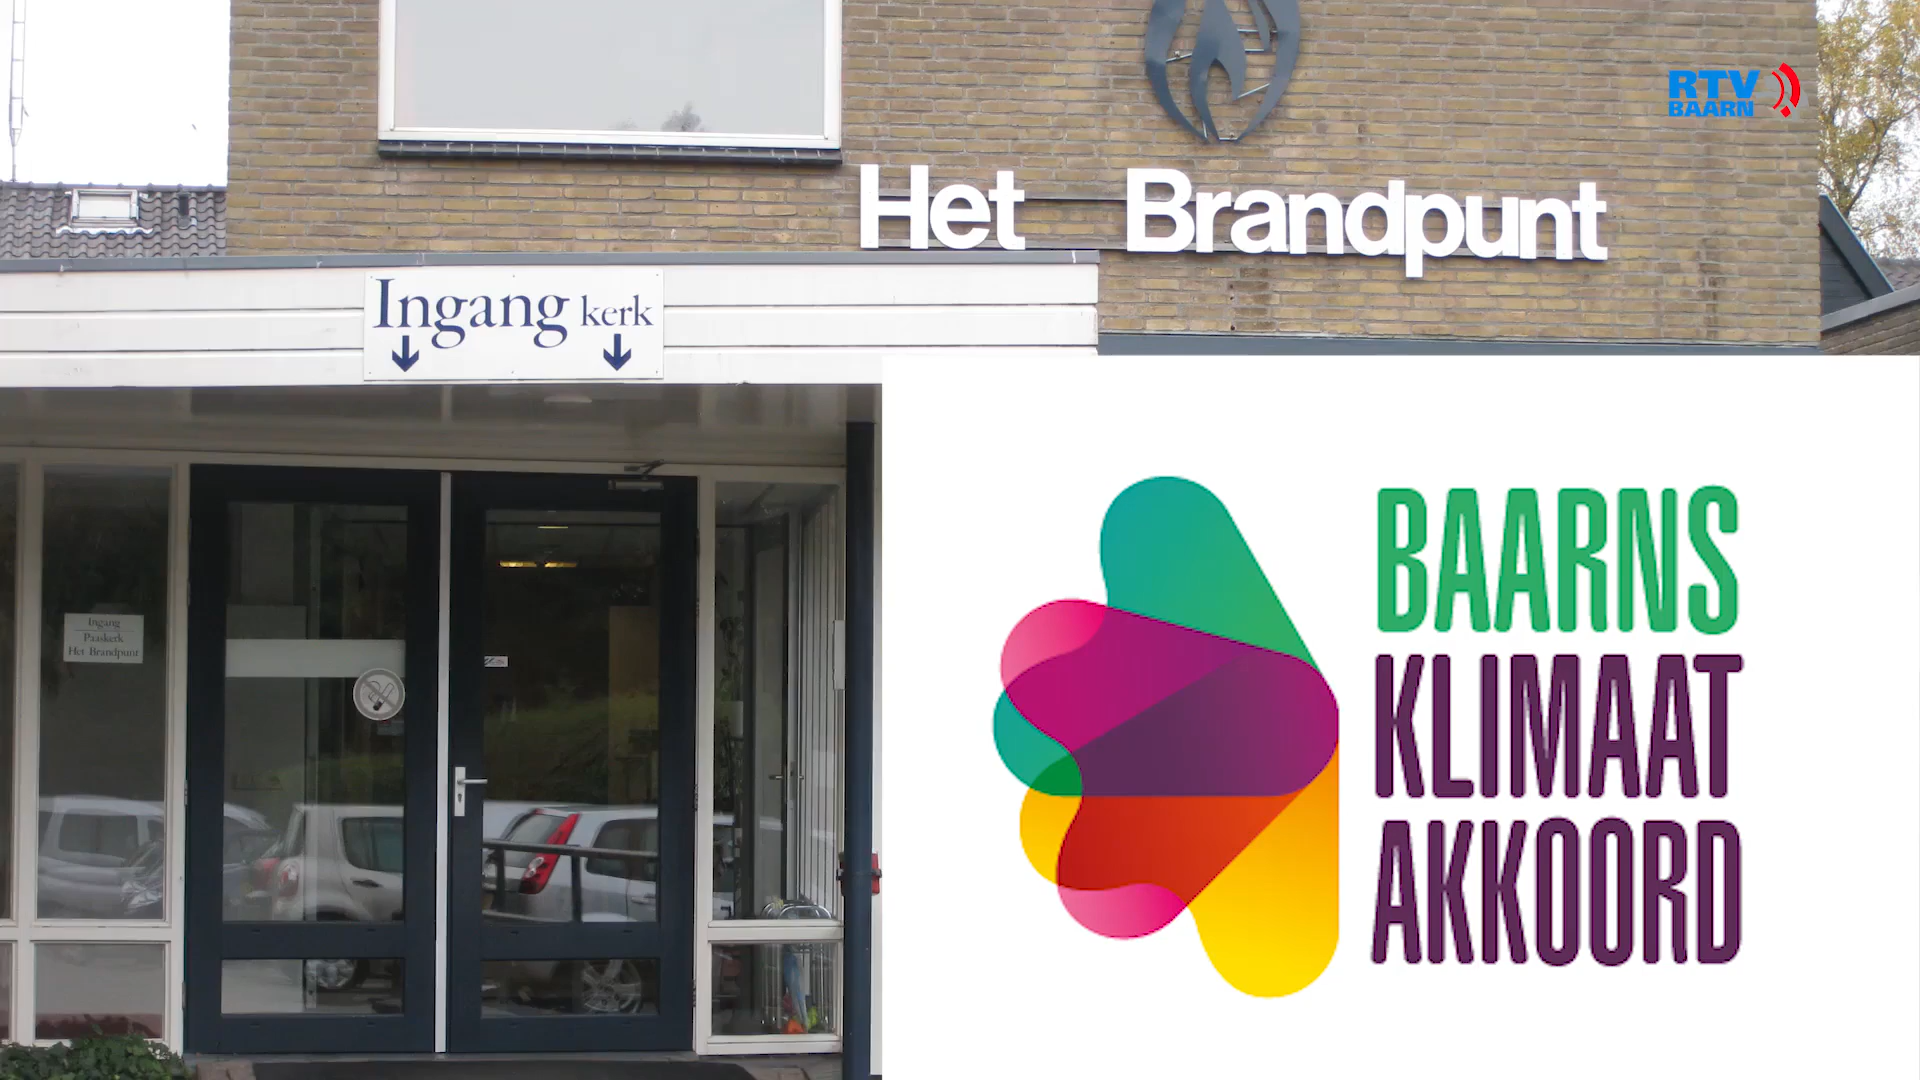 RTV
BAARN
Het Brandpunt
Ingang kerk
Ingang
Paaskerk
Het Brandpunt
BAARNS
KLIMAAT
AKKOORD